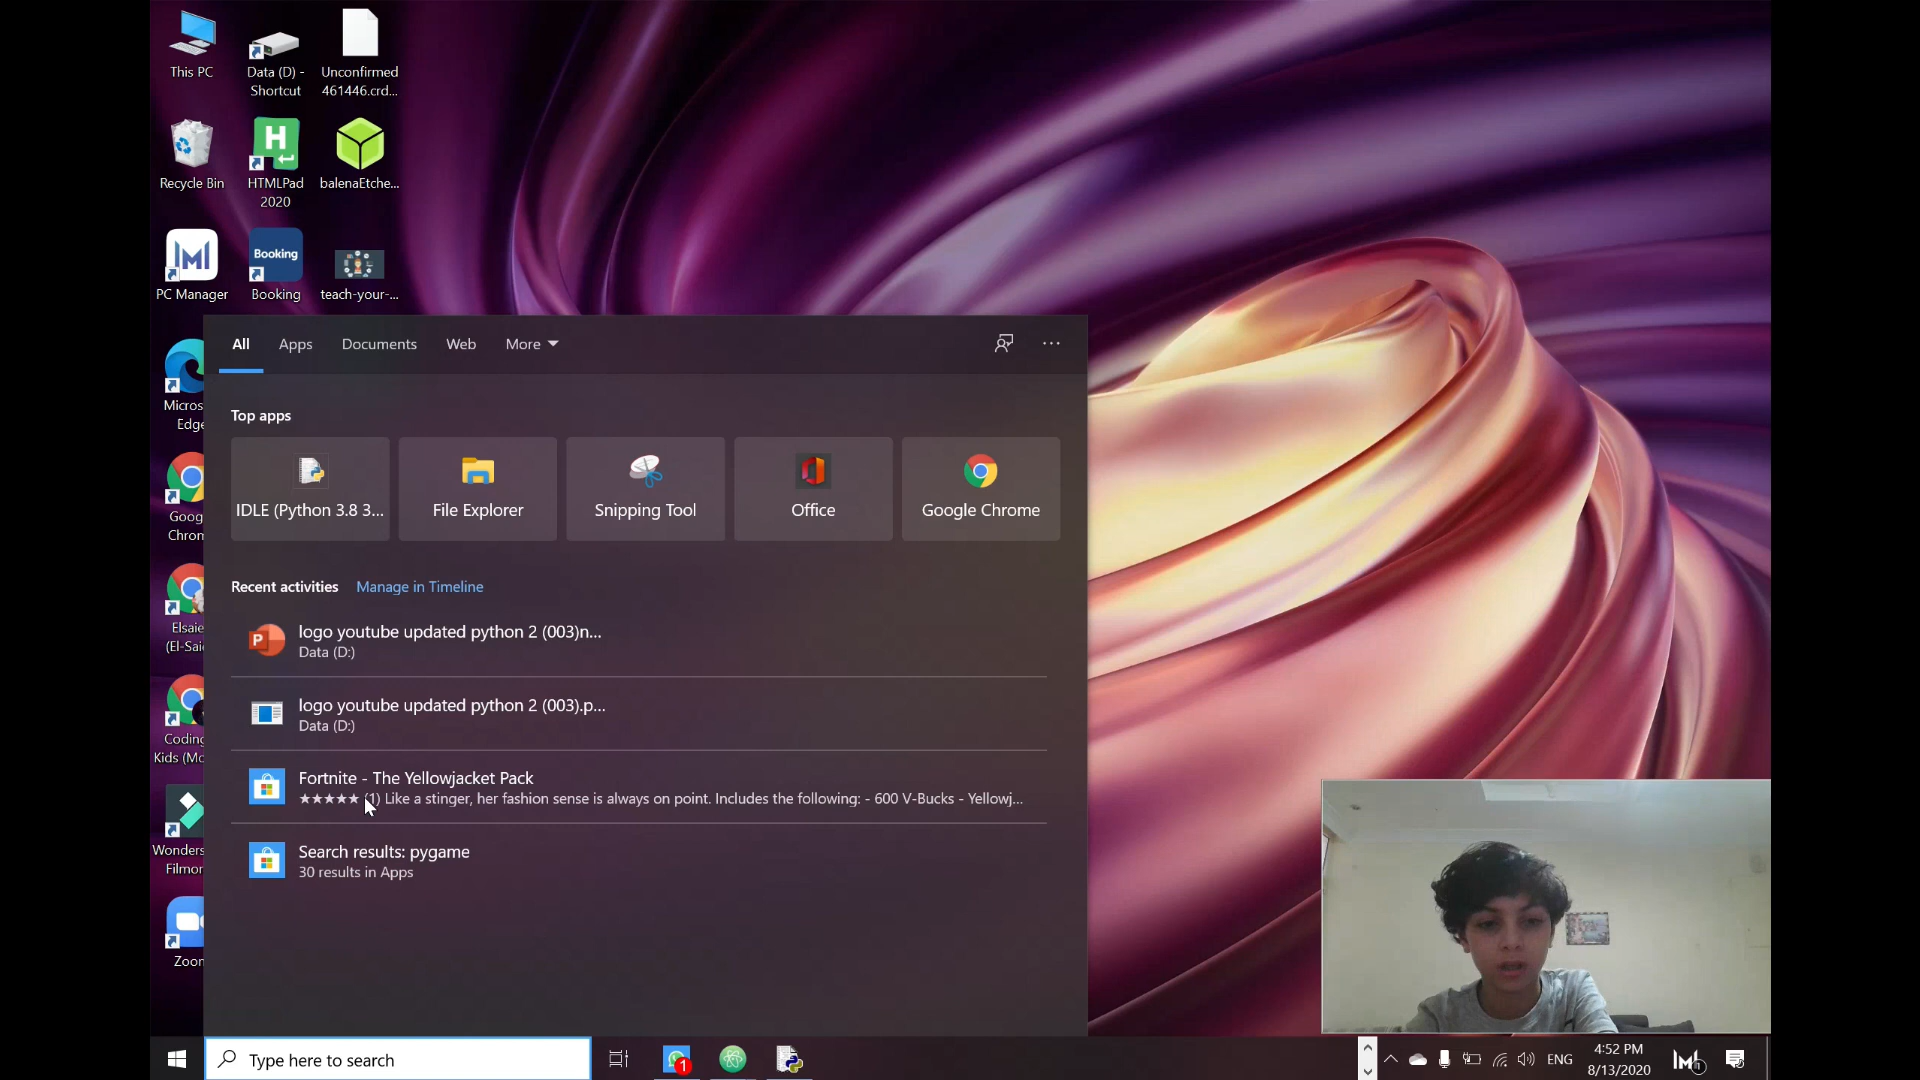 This PC
Data (D) -
Shortcut
Unconfirmed
461446.crd...
Recycle Bin
H
HTMLPad
2020
balenaEtche...
PC Manager
Booking
Booking
teach-your-...
All
Apps
Documents
Web
More
Micros
Edge
Top apps
IDLE (Python 3.8 3...
File Explorer
Snipping Tool
Office
Google Chrome
Goog
Chrom
Recent activities
Manage in Timeline
Elsaie
(El-Saie
P
logo youtube updated python 2 (003)n...
Data (D:)
logo youtube updated python 2 (003).p...
Data (D:)
Coding
Kids (Mo
Fortnite - The Yellowjacket Pack
★★★★★ (1) Like a stinger, her fashion sense is always on point. Includes the following: - 600 V-Bucks - Yellowj...
Wonders
Filmor
Search results: pygame
30 results in Apps
Zoom
Type here to search
1
ENG
4:52 PM
8/13/2020
1